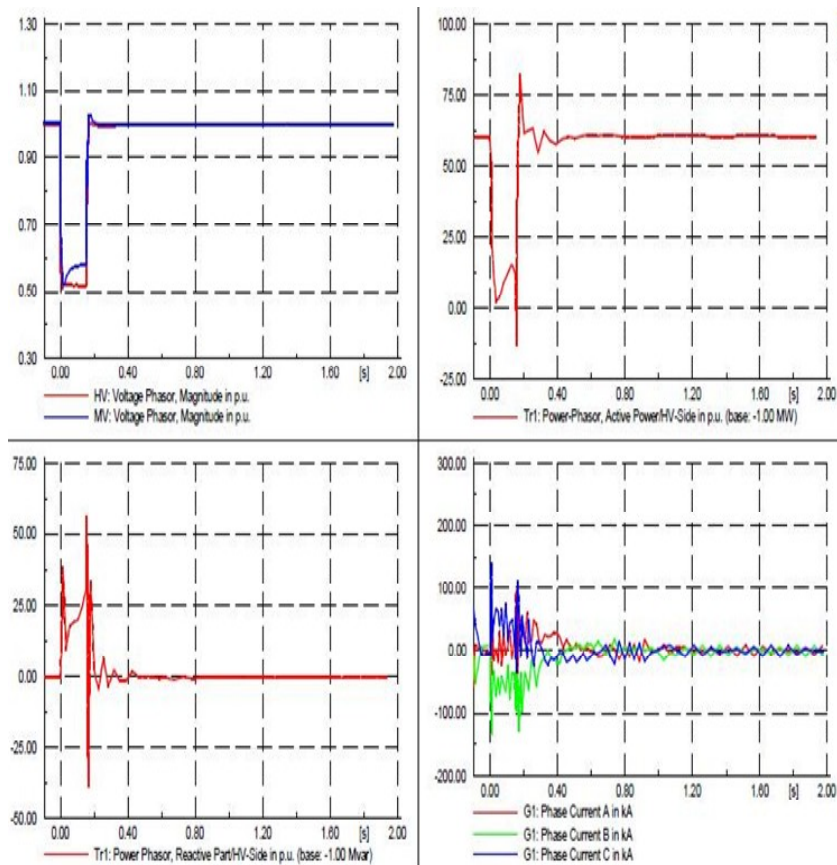 1.30
1.10
0.90
0.70
0.50
0.30
0.00 0.40 0.80 1.20 1.60 [s] 2.00
HV: Voltage Phasor, Magnitude in p.u.
MV: Voltage Phasor, Magnitude in p.u.
100.00
75.00
50.00
25.00
0.00
-25.00
0.00 0.40 0.80 1.20 1.60 [s] 2.00
Tr1: Power-Phasor, Active Power/HV-Side in p.u. (base: -1.00 MW)
75.00
50.00
25.00
0.00
-25.00
-50.00
0.00 0.40 0.80 1.20 1.60 [s] 2.00
Tr1: Power Phasor, Reactive Part/HV-Side in p.u. (base: -1.00 Mvar)
300.00
200.00
100.00
0.00
-100.00
-200.00
0.00 0.40 0.80 1.20 1.60 [s] 2.00
G1: Phase Current A in kA
G1: Phase Current B in kA
G1: Phase Current C in kA